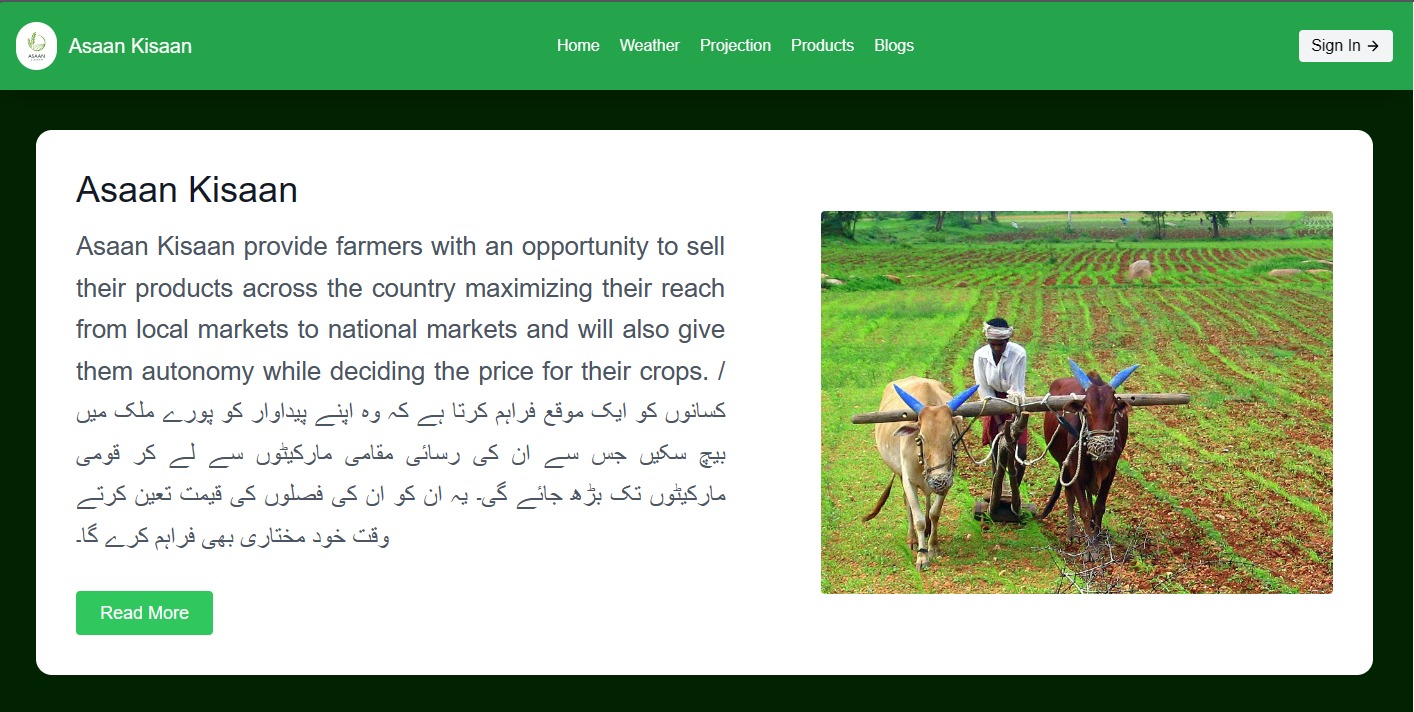 ASAAN
Asaan Kisaan
Home
Weather
Projection
Products
Blogs
Sign In →
Asaan Kisaan
Asaan Kisaan provide farmers with an opportunity to sell
their products across the country maximizing their reach
from local markets to national markets and will also give
them autonomy while deciding the price for their crops. /
کسانوں کو ایک موقع فراہم کرتا ہے کہ وہ اپنے پیداوار کو پورے ملک میں
بیچ سکیں جس سے ان کی رسائی مقامی مارکیٹوں سے لے کر قومی
مارکیٹوں تک بڑھ جائے گی۔ یہ ان کو ان کی فصلوں کی قیمت تعین کرتے
وقت خود مختاری بھی فراہم کرے گا۔
Read More